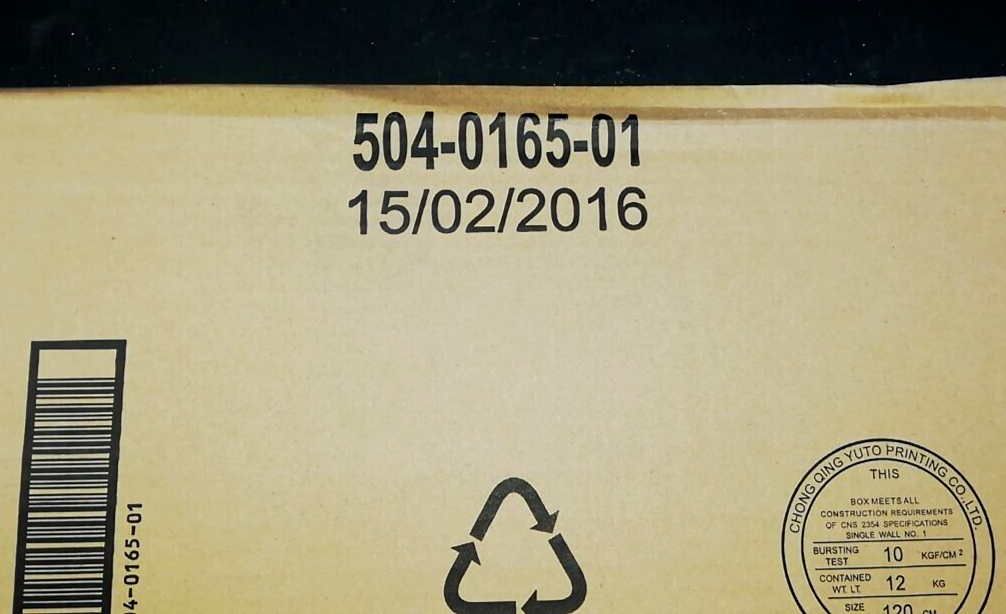 504-0165-01
15/02/2016
4-0165-01
CHONG QING YUTO PRINTING CO.,LTD.
THIS
BOX MEETS ALL
CONSTRUCTION REQUIREMENTS
OF CNS 2354 SPECIFICATIONS
SINGLE WALL NO. 1
BURSTING TEST 10 KGF/CM²
CONTAINED WT. LT. 12 KG
SIZE 120 CM